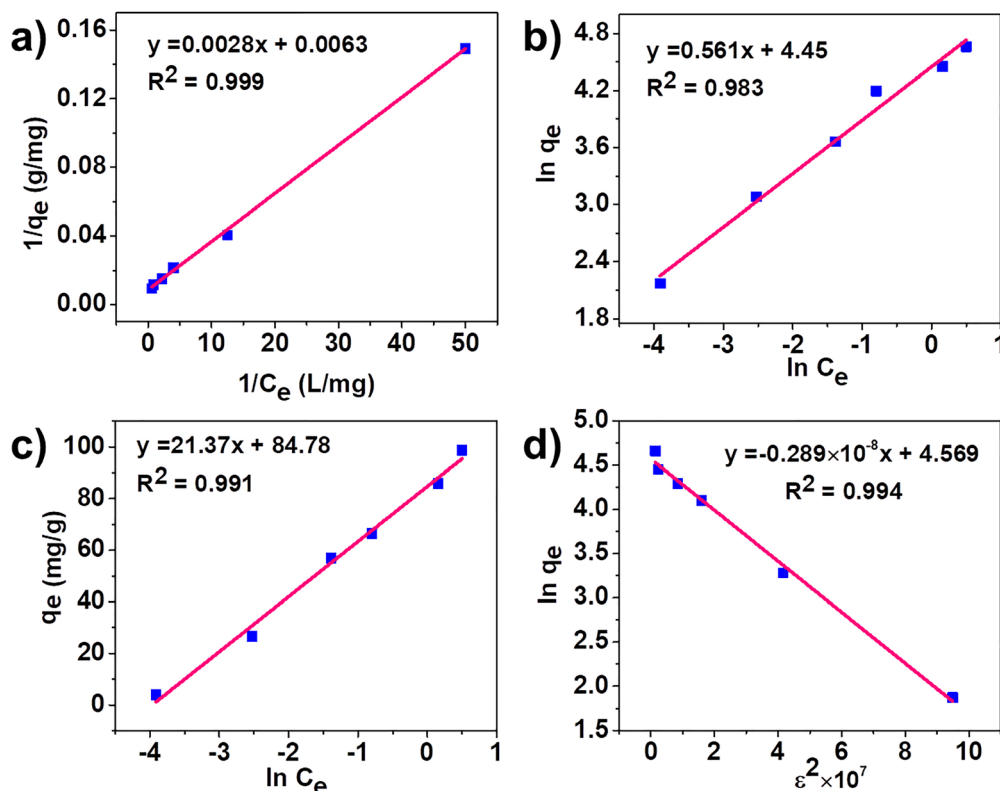 a)
y =0.0028x + 0.0063
R² = 0.999
0.16
0.12
0.08
0.04
0.00
1/qₑ (g/mg)
0 10 20 30 40 50
1/Cₑ (L/mg)
b)
y =0.561x + 4.45
R² = 0.983
4.8
4.2
3.6
3.0
2.4
1.8
ln qₑ
-4 -3 -2 -1 0 1
ln Cₑ
c)
y =21.37x + 84.78
R² = 0.991
100
80
60
40
20
0
qₑ (mg/g)
-4 -3 -2 -1 0 1
ln Cₑ
d)
y =-0.289×10⁻⁸x + 4.569
R² = 0.994
5.0
4.5
4.0
3.5
3.0
2.5
2.0
1.5
ln qₑ
0 2 4 6 8 10
ε²×10⁷